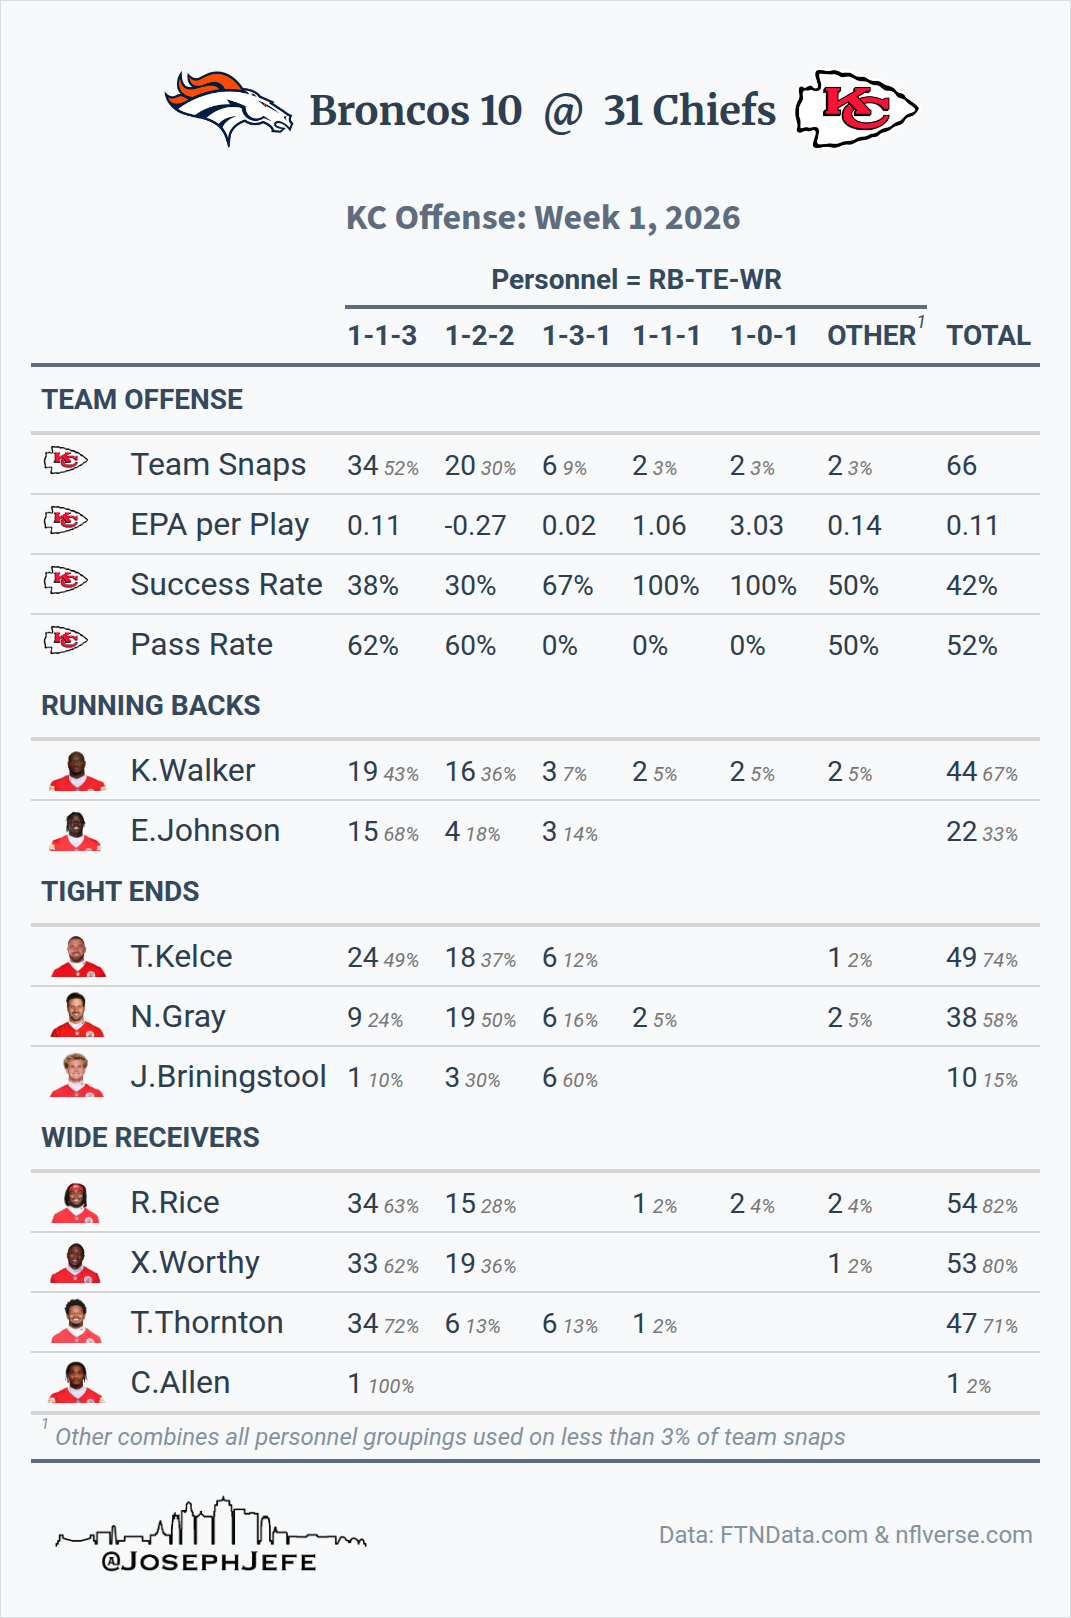 Broncos 10 @ 31 Chiefs
KC Offense: Week 1, 2026
Personnel = RB-TE-WR
1-1-3 1-2-2 1-3-1 1-1-1 1-0-1 OTHER1 TOTAL
TEAM OFFENSE
Team Snaps 34 52% 20 30% 6 9% 2 3% 2 3% 2 3% 66
EPA per Play 0.11 -0.27 0.02 1.06 3.03 0.14 0.11
Success Rate 38% 30% 67% 100% 100% 50% 42%
Pass Rate 62% 60% 0% 0% 0% 50% 52%
RUNNING BACKS
K.Walker 19 43% 16 36% 3 7% 2 5% 2 5% 2 5% 44 67%
E.Johnson 15 68% 4 18% 3 14% 22 33%
TIGHT ENDS
T.Kelce 24 49% 18 37% 6 12% 1 2% 49 74%
N.Gray 9 24% 19 50% 6 16% 2 5% 2 5% 38 58%
J.Briningstool 1 10% 3 30% 6 60% 10 15%
WIDE RECEIVERS
R.Rice 34 63% 15 28% 1 2% 2 4% 2 4% 54 82%
X.Worthy 33 62% 19 36% 1 2% 53 80%
T.Thornton 34 72% 6 13% 6 13% 1 2% 47 71%
C.Allen 1 100% 1 2%
1 Other combines all personnel groupings used on less than 3% of team snaps
@JOSEPHJEFE
Data: FTNData.com & nflverse.com